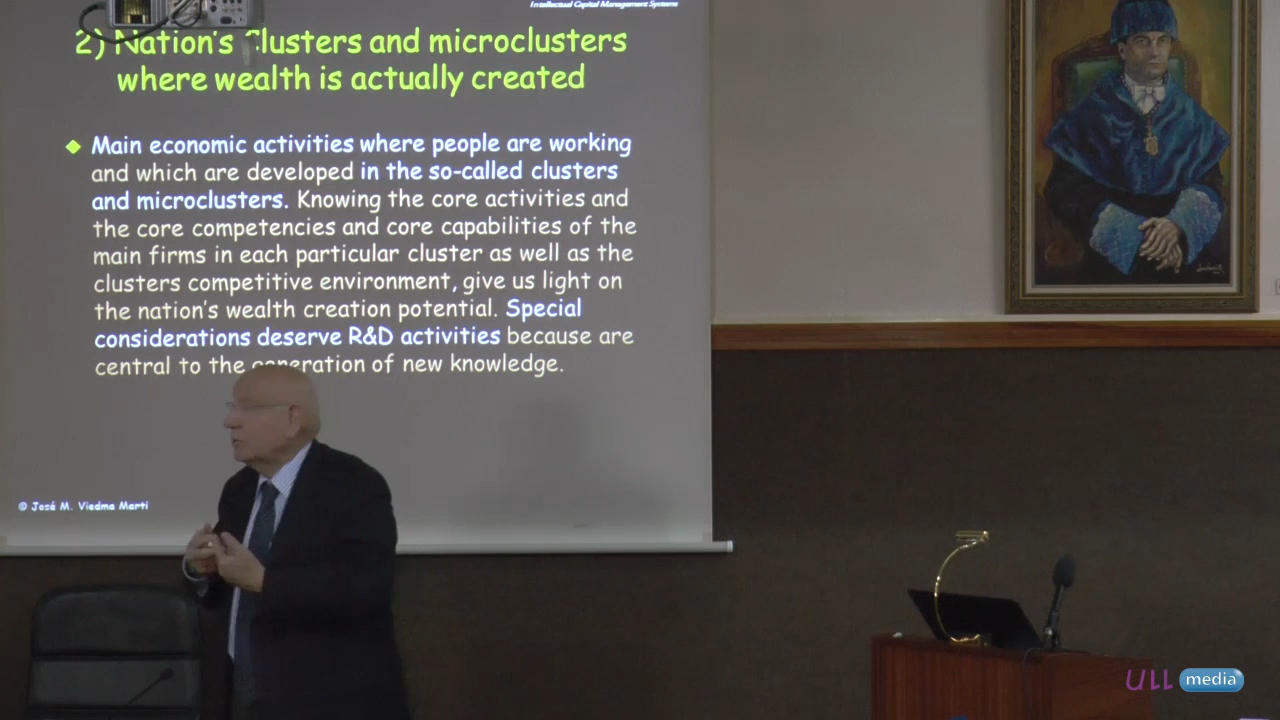 Intellectual Capital Management Systems
2) Nation's Clusters and microclusters
where wealth is actually created
Main economic activities where people are working
and which are developed in the so-called clusters
and microclusters. Knowing the core activities and
the core competencies and core capabilities of the
main firms in each particular cluster as well as the
clusters competitive environment, give us light on
the nation's wealth creation potential. Special
considerations deserve R&D activities because are
central to the generation of new knowledge.
© José M. Viedma Marti
ULL media